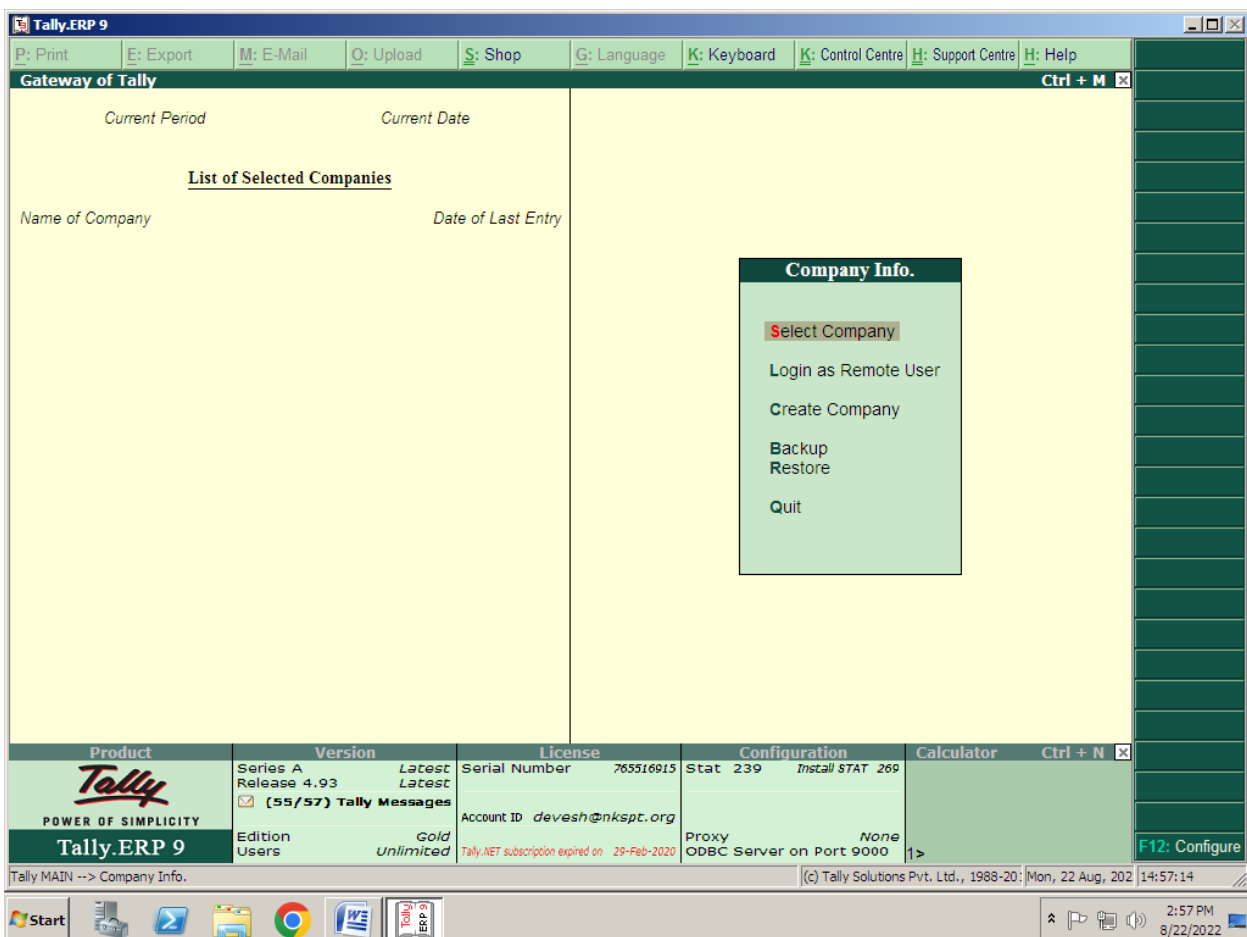 Tally.ERP 9
P: Print E: Export M: E-Mail O: Upload S: Shop G: Language K: Keyboard K: Control Centre H: Support Centre H: Help
Gateway of Tally Ctrl + M
Current Period Current Date
List of Selected Companies
Name of Company Date of Last Entry
Company Info.
Select Company
Login as Remote User
Create Company
Backup
Restore
Quit
Product Version License Configuration Calculator Ctrl + N
Tally
POWER OF SIMPLICITY
Tally.ERP 9
Series A Latest
Release 4.93 Latest
(55/57) Tally Messages
Edition Gold
Users Unlimited
Serial Number 765516915
Account ID devesh@nkspt.org
Tally.NET subscription expired on 29-Feb-2020
Stat 239 Install STAT 269
Proxy None
ODBC Server on Port 9000
1>
F12: Configure
Tally MAIN --> Company Info. (c) Tally Solutions Pvt. Ltd., 1988-20 Mon, 22 Aug, 202 14:57:14
Start
Tally
ERP 9
2:57 PM
8/22/2022